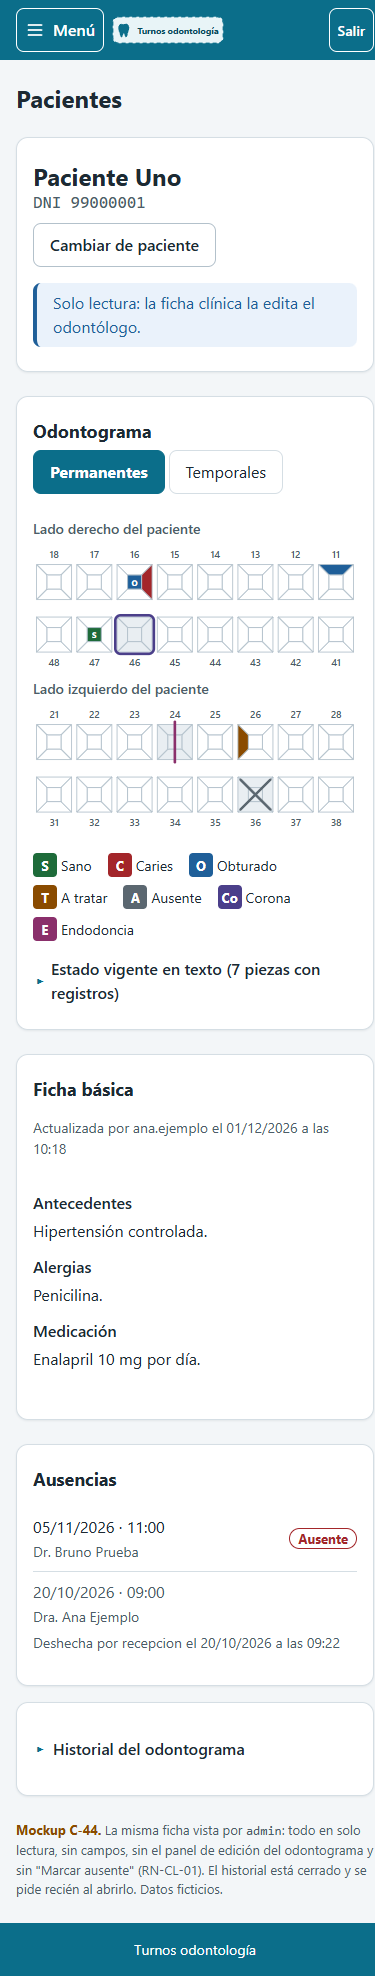 Menú
Turnos odontología
Salir
Pacientes
Paciente Uno
DNI 99000001
Cambiar de paciente
Solo lectura: la ficha clínica la edita el
odontólogo.
Odontograma
Permanentes
Temporales
Lado derecho del paciente
18 17 16 15 14 13 12 11
O
S
48 47 46 45 44 43 42 41
Lado izquierdo del paciente
21 22 23 24 25 26 27 28
31 32 33 34 35 36 37 38
S Sano C Caries O Obturado
T A tratar A Ausente Co Corona
E Endodoncia
Estado vigente en texto (7 piezas con
registros)
Ficha básica
Actualizada por ana.ejemplo el 01/12/2026 a las
10:18
Antecedentes
Hipertensión controlada.
Alergias
Penicilina.
Medicación
Enalapril 10 mg por día.
Ausencias
05/11/2026 · 11:00
Dr. Bruno Prueba
Ausente
20/10/2026 · 09:00
Dra. Ana Ejemplo
Deshecha por recepcion el 20/10/2026 a las 09:22
Historial del odontograma
Mockup C-44. La misma ficha vista por admin: todo en solo
lectura, sin campos, sin el panel de edición del odontograma y
sin "Marcar ausente" (RN-CL-01). El historial está cerrado y se
pide recién al abrirlo. Datos ficticios.
Turnos odontología